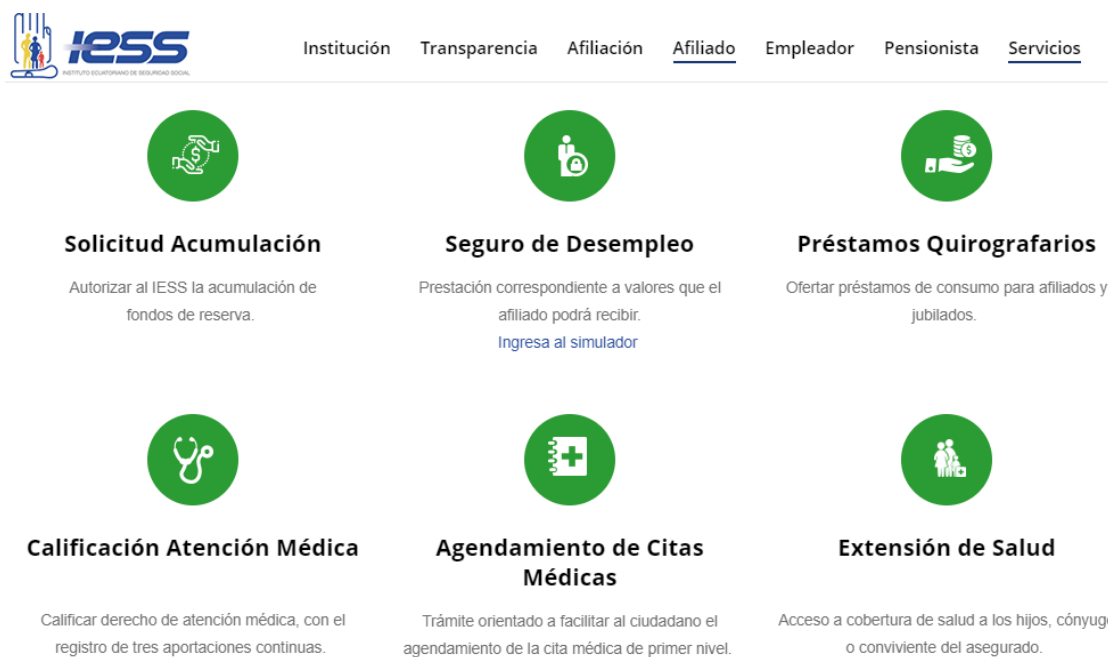 IESS
INSTITUTO ECUATORIANO DE SEGURIDAD SOCIAL
Institución Transparencia Afiliación Afiliado Empleador Pensionista Servicios
Solicitud Acumulación
Autorizar al IESS la acumulación de
fondos de reserva.
Seguro de Desempleo
Prestación correspondiente a valores que el
afiliado podrá recibir.
Ingresa al simulador
Préstamos Quirografarios
Ofertar préstamos de consumo para afiliados y
jubilados.
Calificación Atención Médica
Calificar derecho de atención médica, con el
registro de tres aportaciones continuas.
Agendamiento de Citas
Médicas
Trámite orientado a facilitar al ciudadano el
agendamiento de la cita médica de primer nivel.
Extensión de Salud
Acceso a cobertura de salud a los hijos, cónyuge
o conviviente del asegurado.